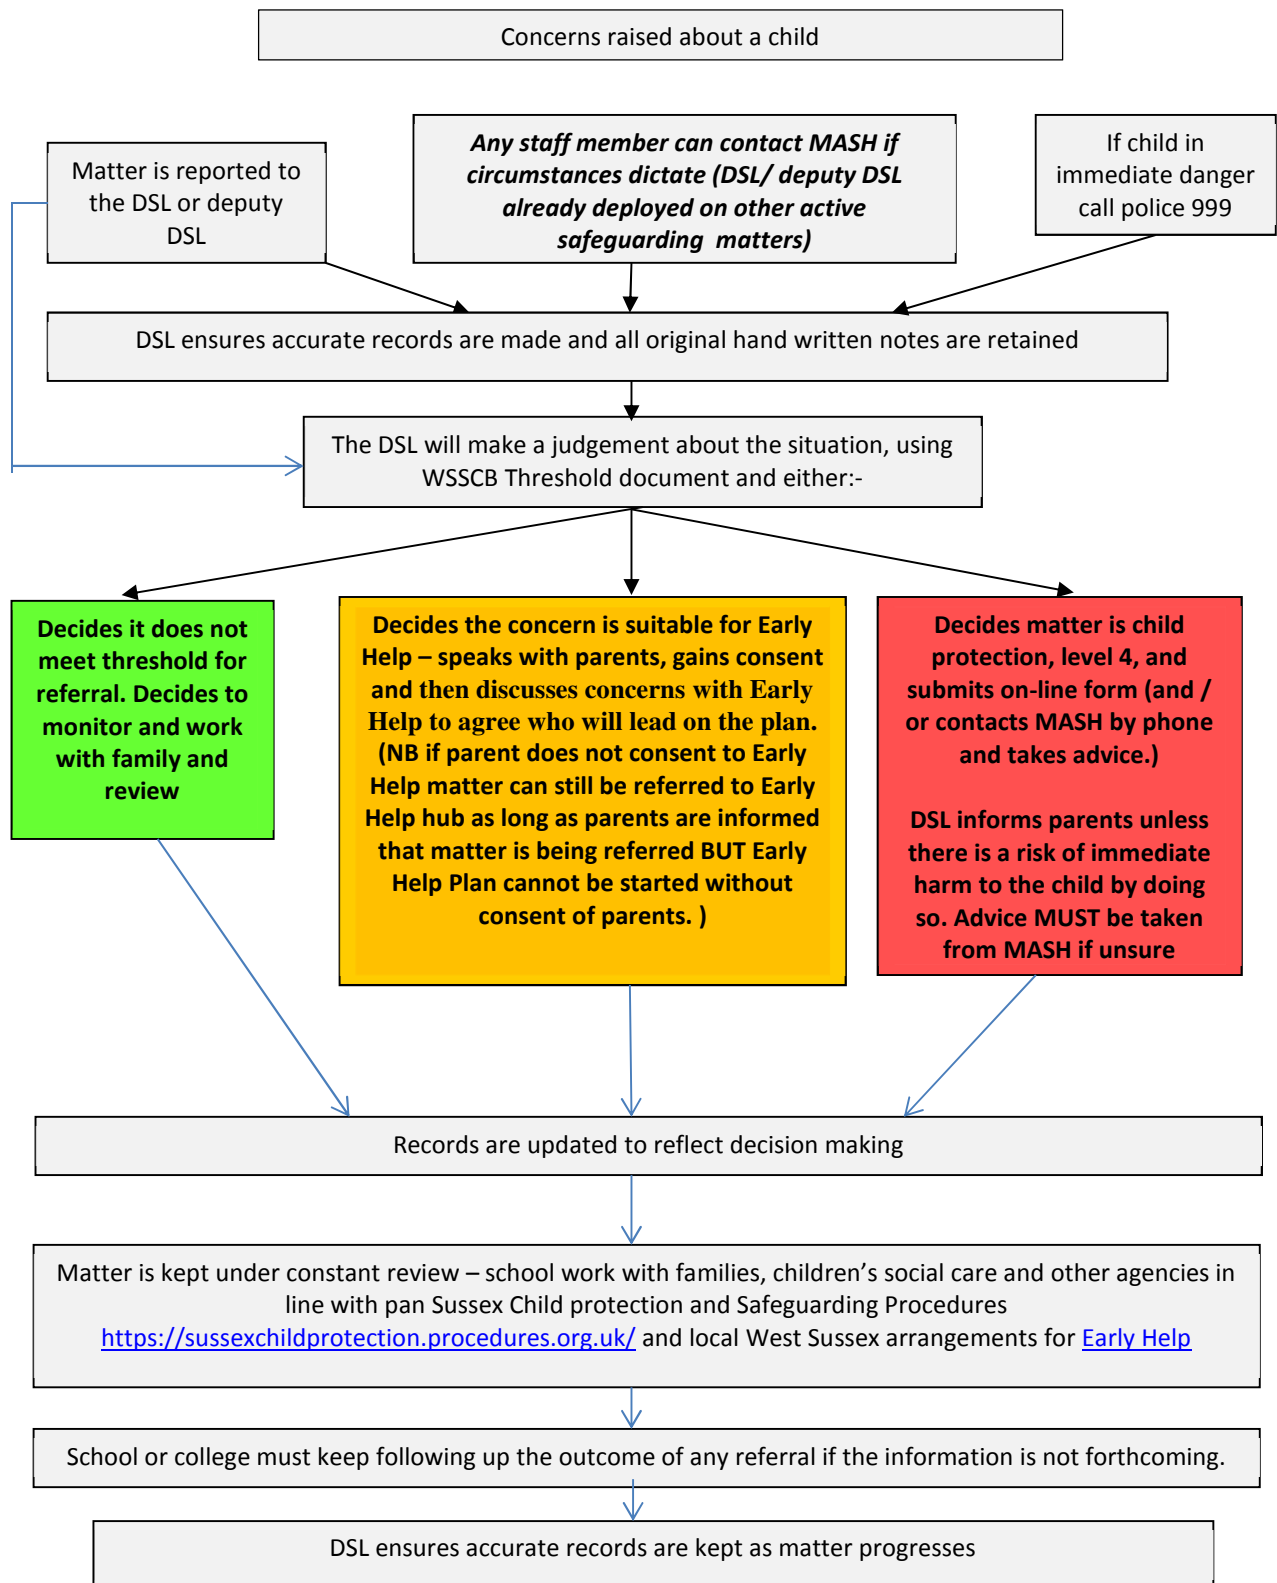 Concerns raised about a child
Matter is reported to
the DSL or deputy
DSL
Any staff member can contact MASH if
circumstances dictate (DSL/ deputy DSL
already deployed on other active
safeguarding  matters)
If child in
immediate danger
call police 999
DSL ensures accurate records are made and all original hand written notes are retained
The DSL will make a judgement about the situation, using
WSSCB Threshold document and either:-
Decides it does not
meet threshold for
referral. Decides to
monitor and work
with family and
review
Decides the concern is suitable for Early
Help – speaks with parents, gains consent
and then discusses concerns with Early
Help to agree who will lead on the plan.
(NB if parent does not consent to Early
Help matter can still be referred to Early
Help hub as long as parents are informed
that matter is being referred BUT Early
Help Plan cannot be started without
consent of parents. )
Decides matter is child
protection, level 4, and
submits on-line form (and /
or contacts MASH by phone
and takes advice.)
DSL informs parents unless
there is a risk of immediate
harm to the child by doing
so. Advice MUST be taken
from MASH if unsure
Records are updated to reflect decision making
Matter is kept under constant review – school work with families, children’s social care and other agencies in
line with pan Sussex Child protection and Safeguarding Procedures
https://sussexchildprotection.procedures.org.uk/ and local West Sussex arrangements for Early Help
School or college must keep following up the outcome of any referral if the information is not forthcoming.
DSL ensures accurate records are kept as matter progresses